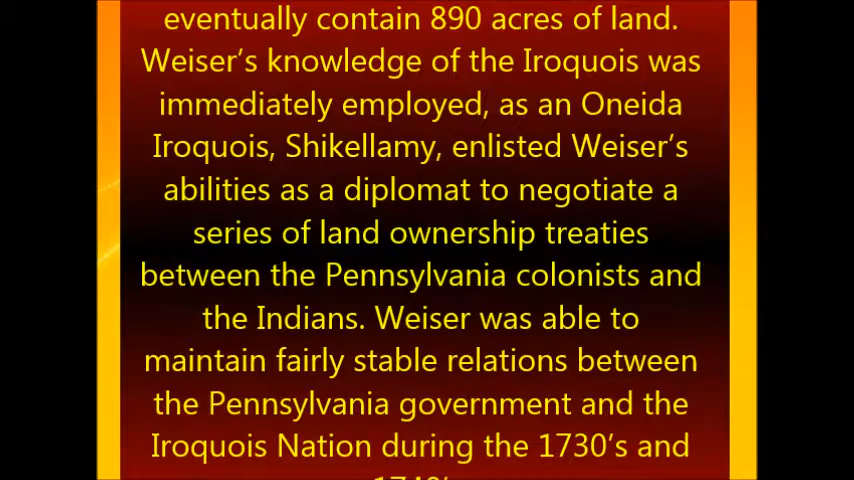 eventually contain 890 acres of land.
Weiser's knowledge of the Iroquois was
immediately employed, as an Oneida
Iroquois, Shikellamy, enlisted Weiser's
abilities as a diplomat to negotiate a
series of land ownership treaties
between the Pennsylvania colonists and
the Indians. Weiser was able to
maintain fairly stable relations between
the Pennsylvania government and the
Iroquois Nation during the 1730's and